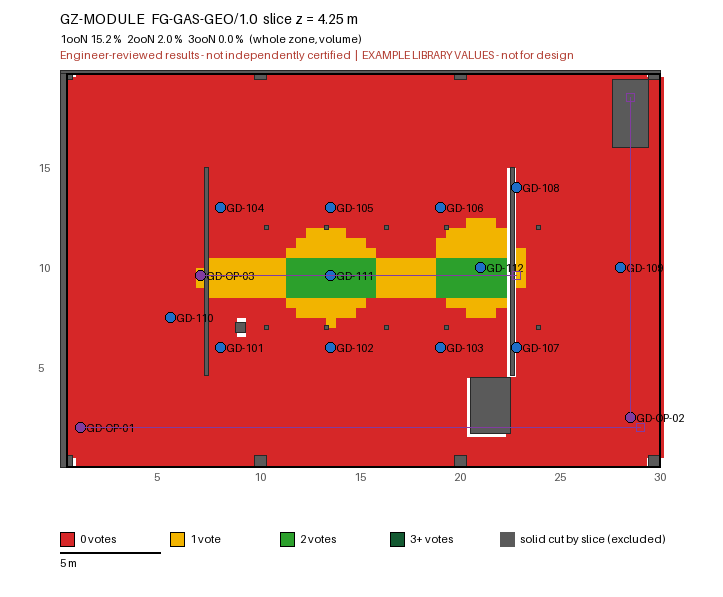 GZ-MODULE FG-GAS-GEO/1.0 slice z = 4.25 m
1ooN 15.2 % 2ooN 2.0 % 3ooN 0.0 % (whole zone, volume)
Engineer-reviewed results - not independently certified | EXAMPLE LIBRARY VALUES - not for design
15
GD-108
GD-104
GD-105
GD-106
10
GD-OP-03
GD-111
GD-112
GD-109
GD-110
5
GD-101
GD-102
GD-103
GD-107
GD-OP-01
GD-OP-02
5
10
15
20
25
30
0 votes
1 vote
2 votes
3+ votes
solid cut by slice (excluded)
5 m